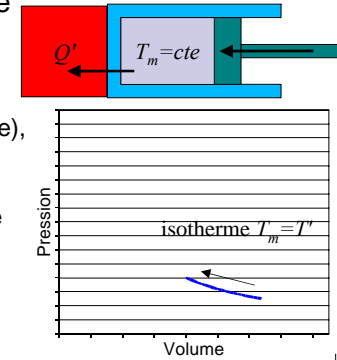 e
Q' T_m=cte
e),
e
Pression
isotherme T_m=T'
Volume